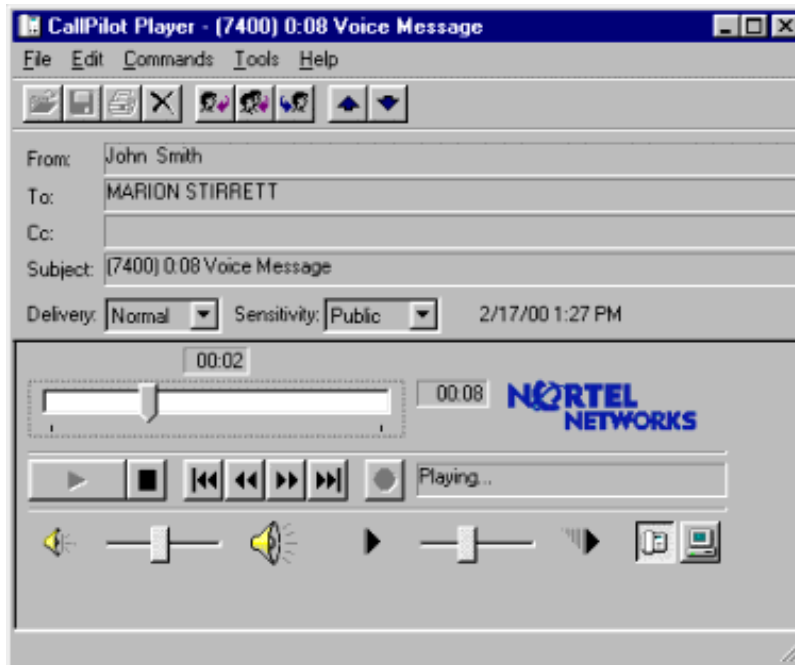 CallPilot Player - (7400) 0:08 Voice Message
File Edit Commands Tools Help
From: John Smith
To: MARION STIRRETT
Cc:
Subject: (7400) 0:08 Voice Message
Delivery: Normal Sensitivity: Public 2/17/00 1:27 PM
00:02
00:08
NORTEL
NETWORKS
Playing...